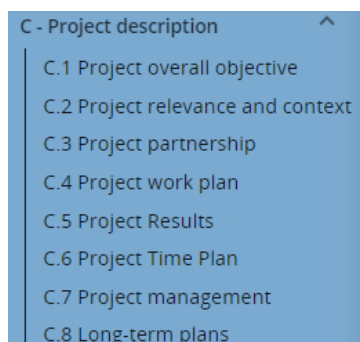 C - Project description
C.1 Project overall objective
C.2 Project relevance and context
C.3 Project partnership
C.4 Project work plan
C.5 Project Results
C.6 Project Time Plan
C.7 Project management
C.8 Long-term plans